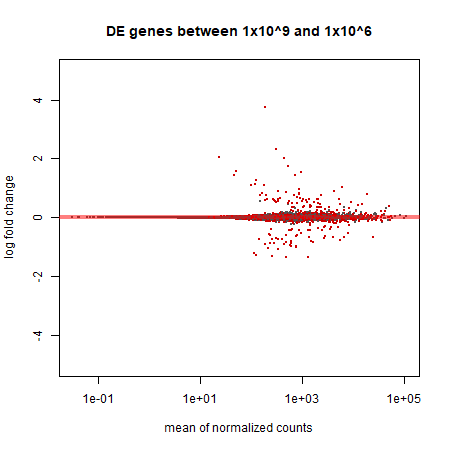 DE genes between 1x10^9 and 1x10^6
log fold change
4
2
0
-2
-4
1e-01 1e+01 1e+03 1e+05
mean of normalized counts